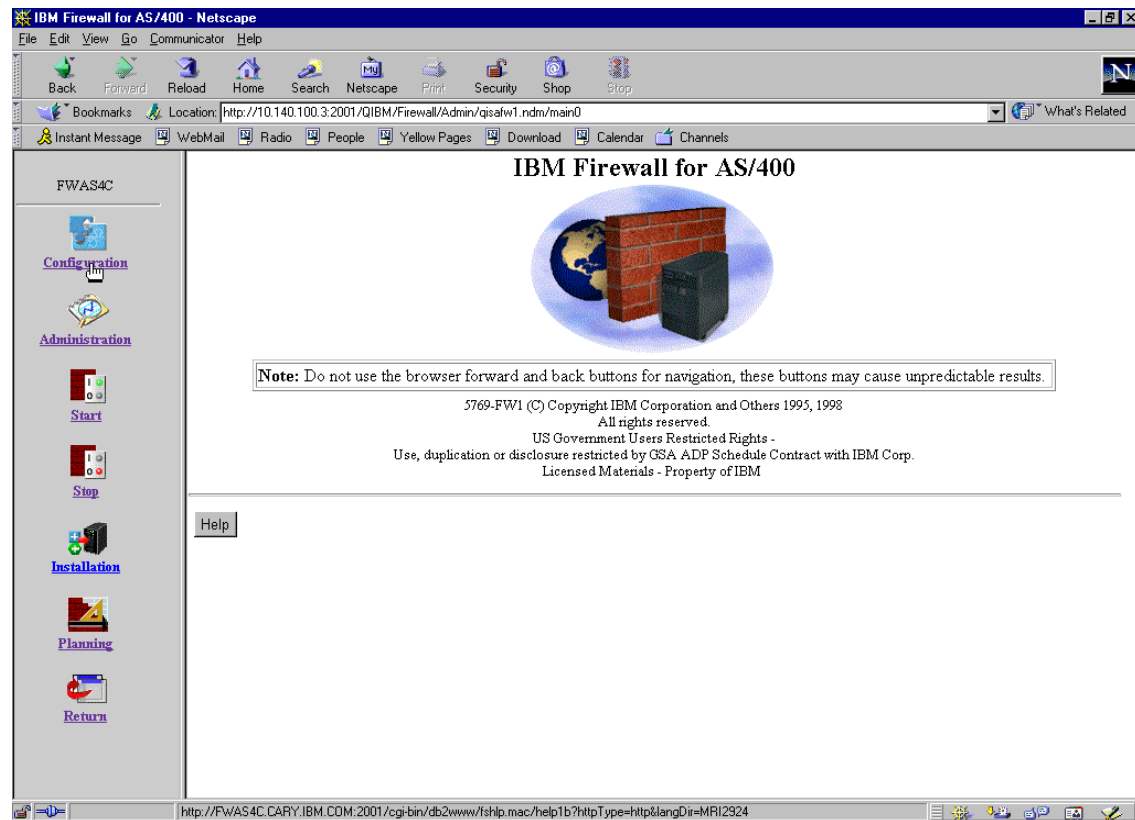 IBM Firewall for AS/400 - Netscape
File Edit View Go Communicator Help
Back Forward Reload Home Search Netscape Print Security Shop Stop
Bookmarks Location: http://10.140.100.3:2001/QIBM/Firewall/Admin/qisafw1.ndm/main0 What's Related
Instant Message WebMail Radio People Yellow Pages Download Calendar Channels
FWAS4C
Configuration
Administration
Start
Stop
Installation
Planning
Return
IBM Firewall for AS/400
Note: Do not use the browser forward and back buttons for navigation, these buttons may cause unpredictable results.
5769-FW1 (C) Copyright IBM Corporation and Others 1995, 1998
All rights reserved.
US Government Users Restricted Rights -
Use, duplication or disclosure restricted by GSA ADP Schedule Contract with IBM Corp.
Licensed Materials - Property of IBM
Help
http://FWAS4C.CARY.IBM.COM:2001/cgi-bin/db2www/fshlp.mac/help1b?httpType=http&langDir=MRI2924